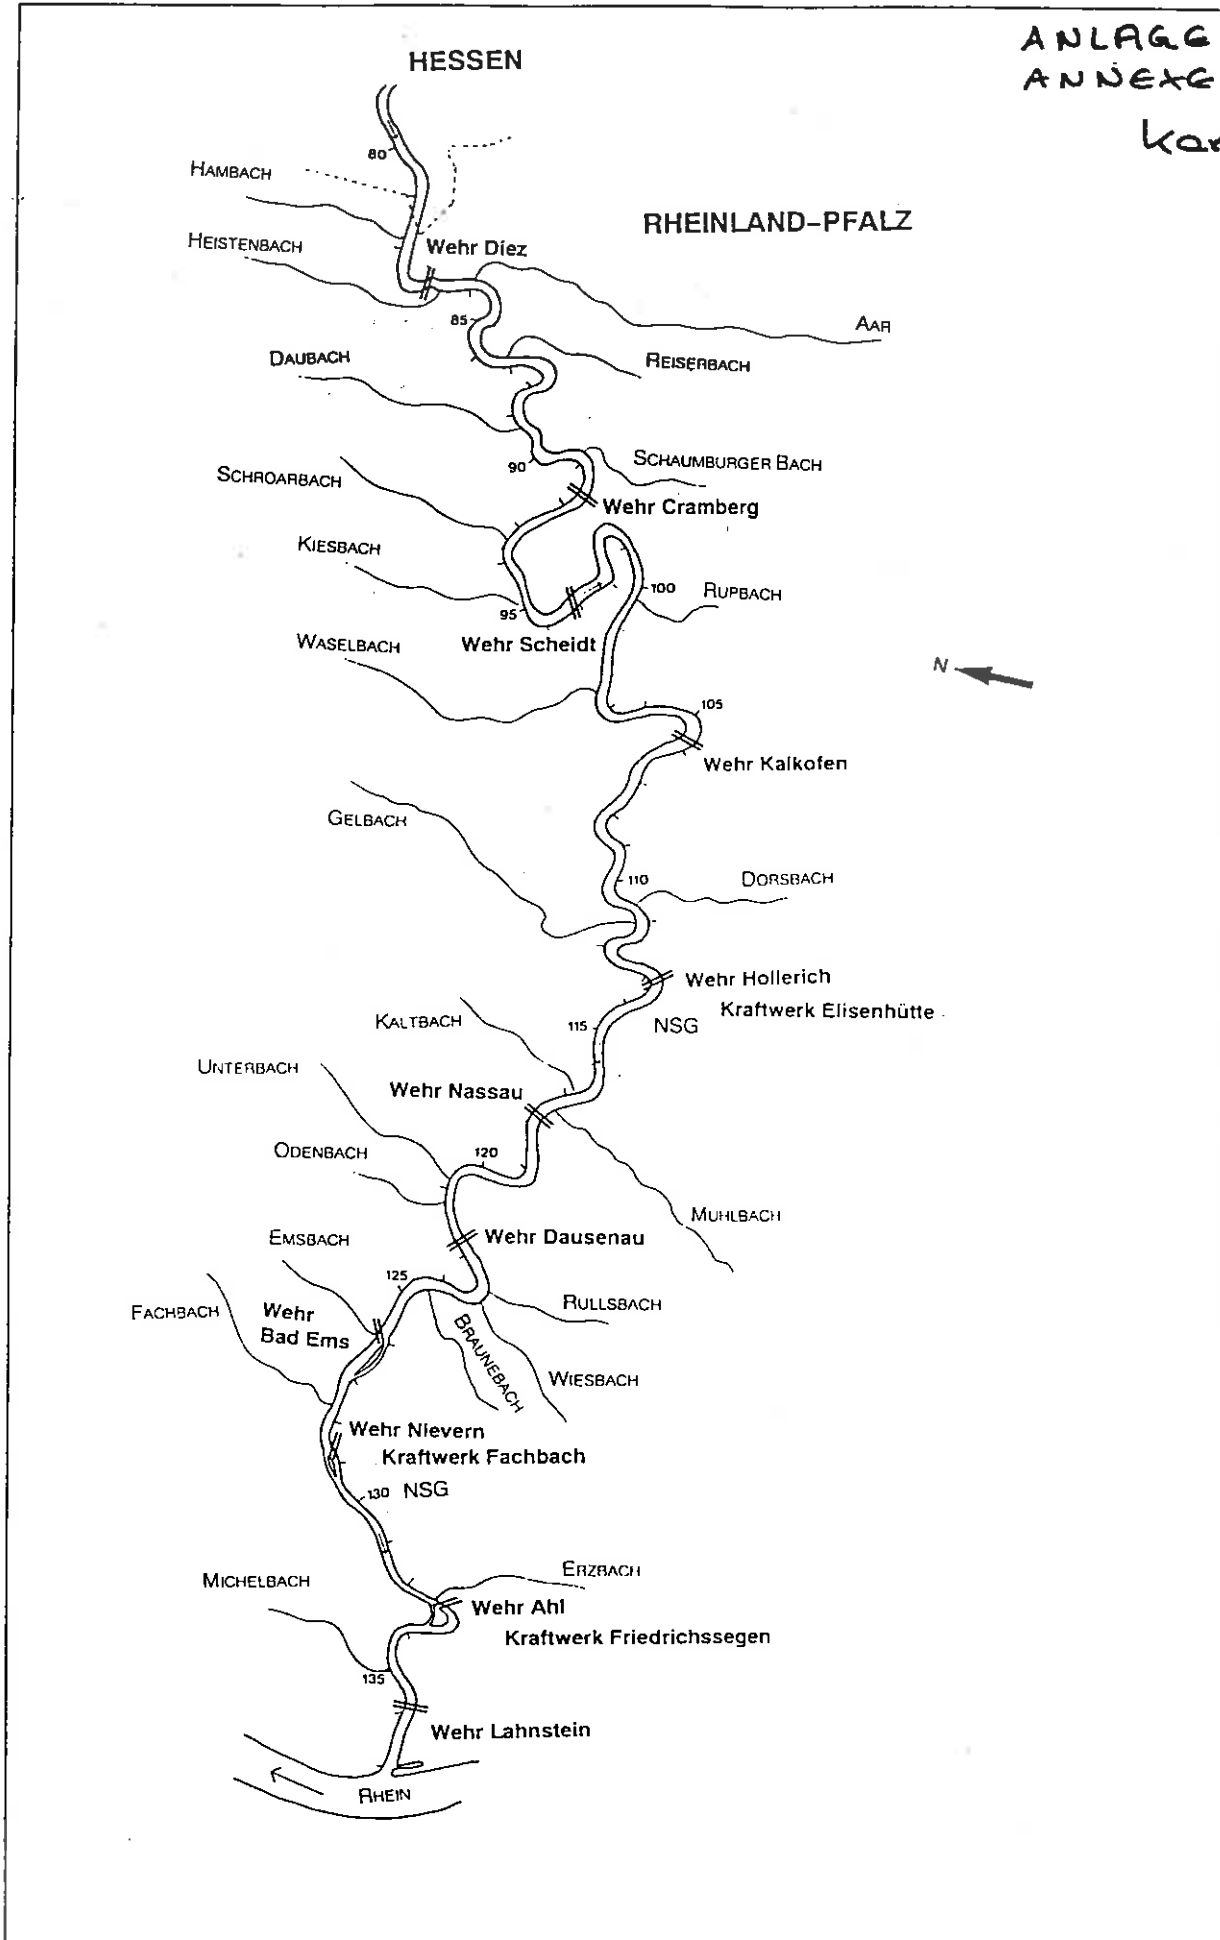 ANLAGE
ANNEXE
HESSEN
80
HAMBACH
RHEINLAND-PFALZ
HEISTENBACH
Wehr Diez
85
AAR
DAUBACH
REISERBACH
90
SCHAUMBURGER BACH
SCHROARBACH
Wehr Cramberg
KIESBACH
100
RUPBACH
95
WASELBACH
Wehr Scheidt
N
105
Wehr Kalkofen
GELBACH
110
DORSBACH
Wehr Hollerich
Kraftwerk Elisenhütte
KALTBACH
115
NSG
UNTERBACH
Wehr Nassau
ODENBACH
120
MUHLBACH
EMSBACH
Wehr Dausenau
125
FACHBACH
Wehr
Bad Ems
RULLSBACH
BRAUNEBACH
WIESBACH
Wehr Nievern
Kraftwerk Fachbach
130
NSG
MICHELBACH
ERZBACH
Wehr Ahl
Kraftwerk Friedrichssegen
135
Wehr Lahnstein
RHEIN